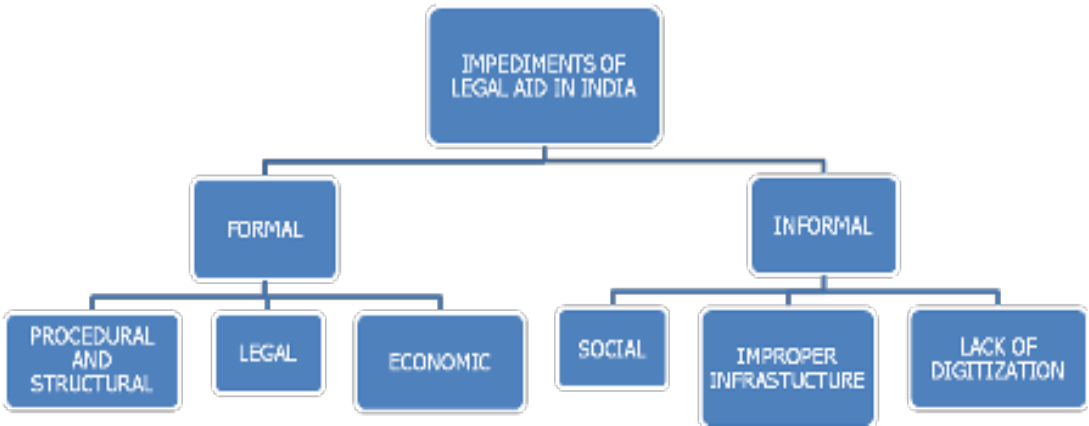 IMPEDIMENTS OF
LEGAL AID IN INDIA
FORMAL
INFORMAL
PROCEDURAL
AND
STRUCTURAL
LEGAL
ECONOMIC
SOCIAL
IMPROPER
INFRASTUCTURE
LACK OF
DIGITIZATION